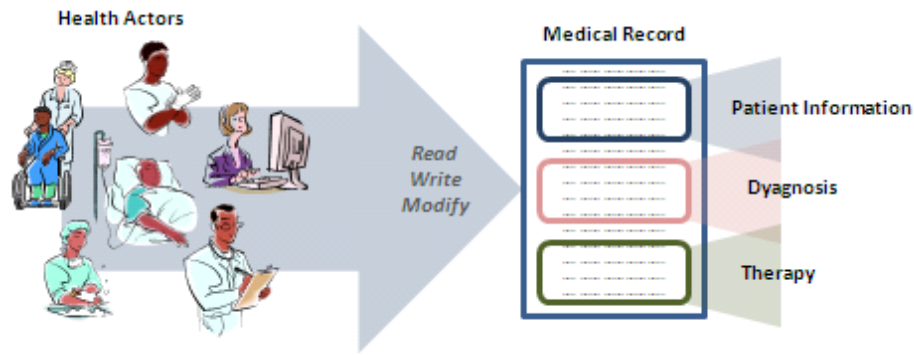 Health Actors
Medical Record
Read
Write
Modify
Patient Information
Dyagnosis
Therapy